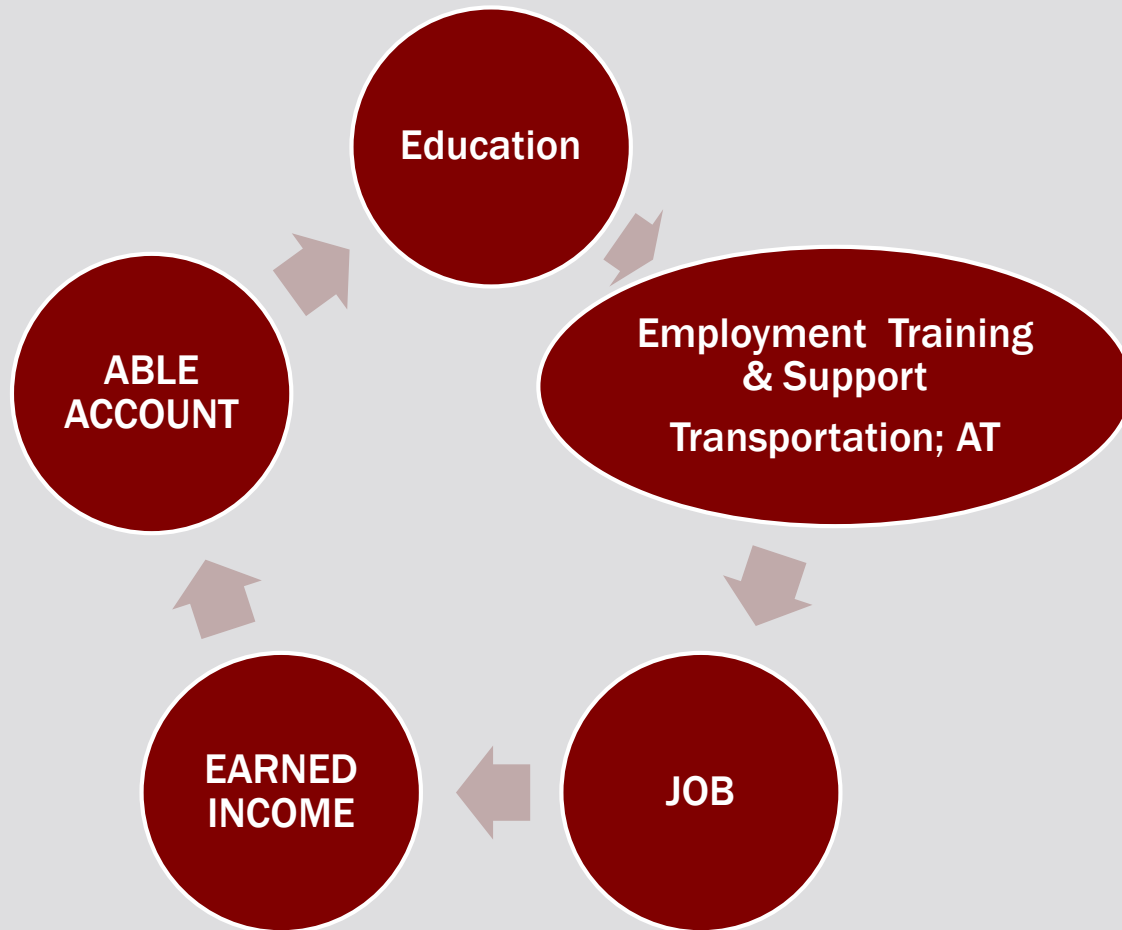 Education
Employment  Training
& Support
Transportation; AT
JOB
EARNED
INCOME
ABLE
ACCOUNT